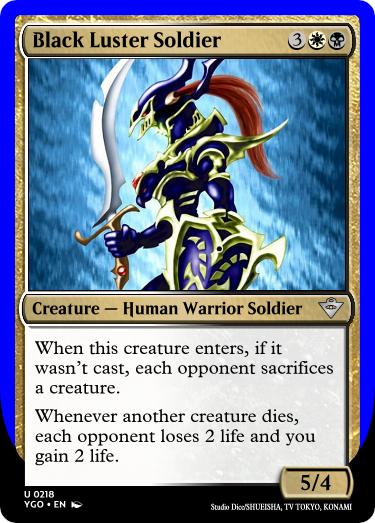 Black Luster Soldier 3
Creature — Human Warrior Soldier
When this creature enters, if it
wasn't cast, each opponent sacrifices
a creature.
Whenever another creature dies,
each opponent loses 2 life and you
gain 2 life.
5/4
U 0218
YGO • EN
Studio Dice/SHUEISHA, TV TOKYO, KONAMI